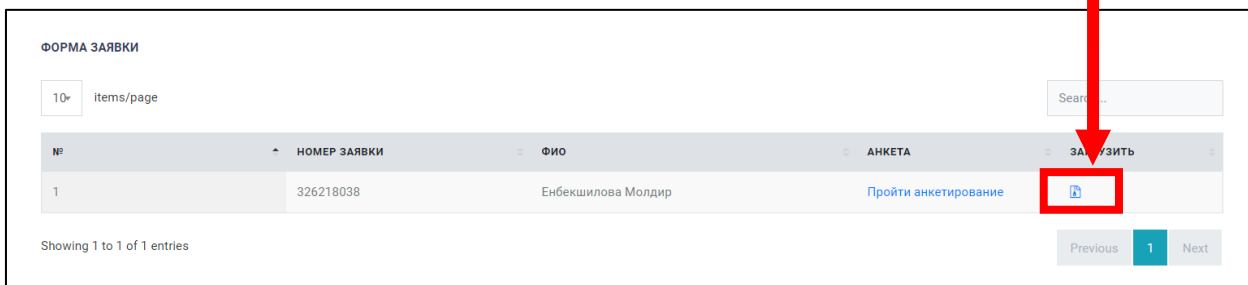 ФОРМА ЗАЯВКИ
10 items/page
№ НОМЕР ЗАЯВКИ ФИО АНКЕТА
1 326218038 Енбекшилова Молдир Пройти анкетирование
Showing 1 to 1 of 1 entries
Previous 1 Next